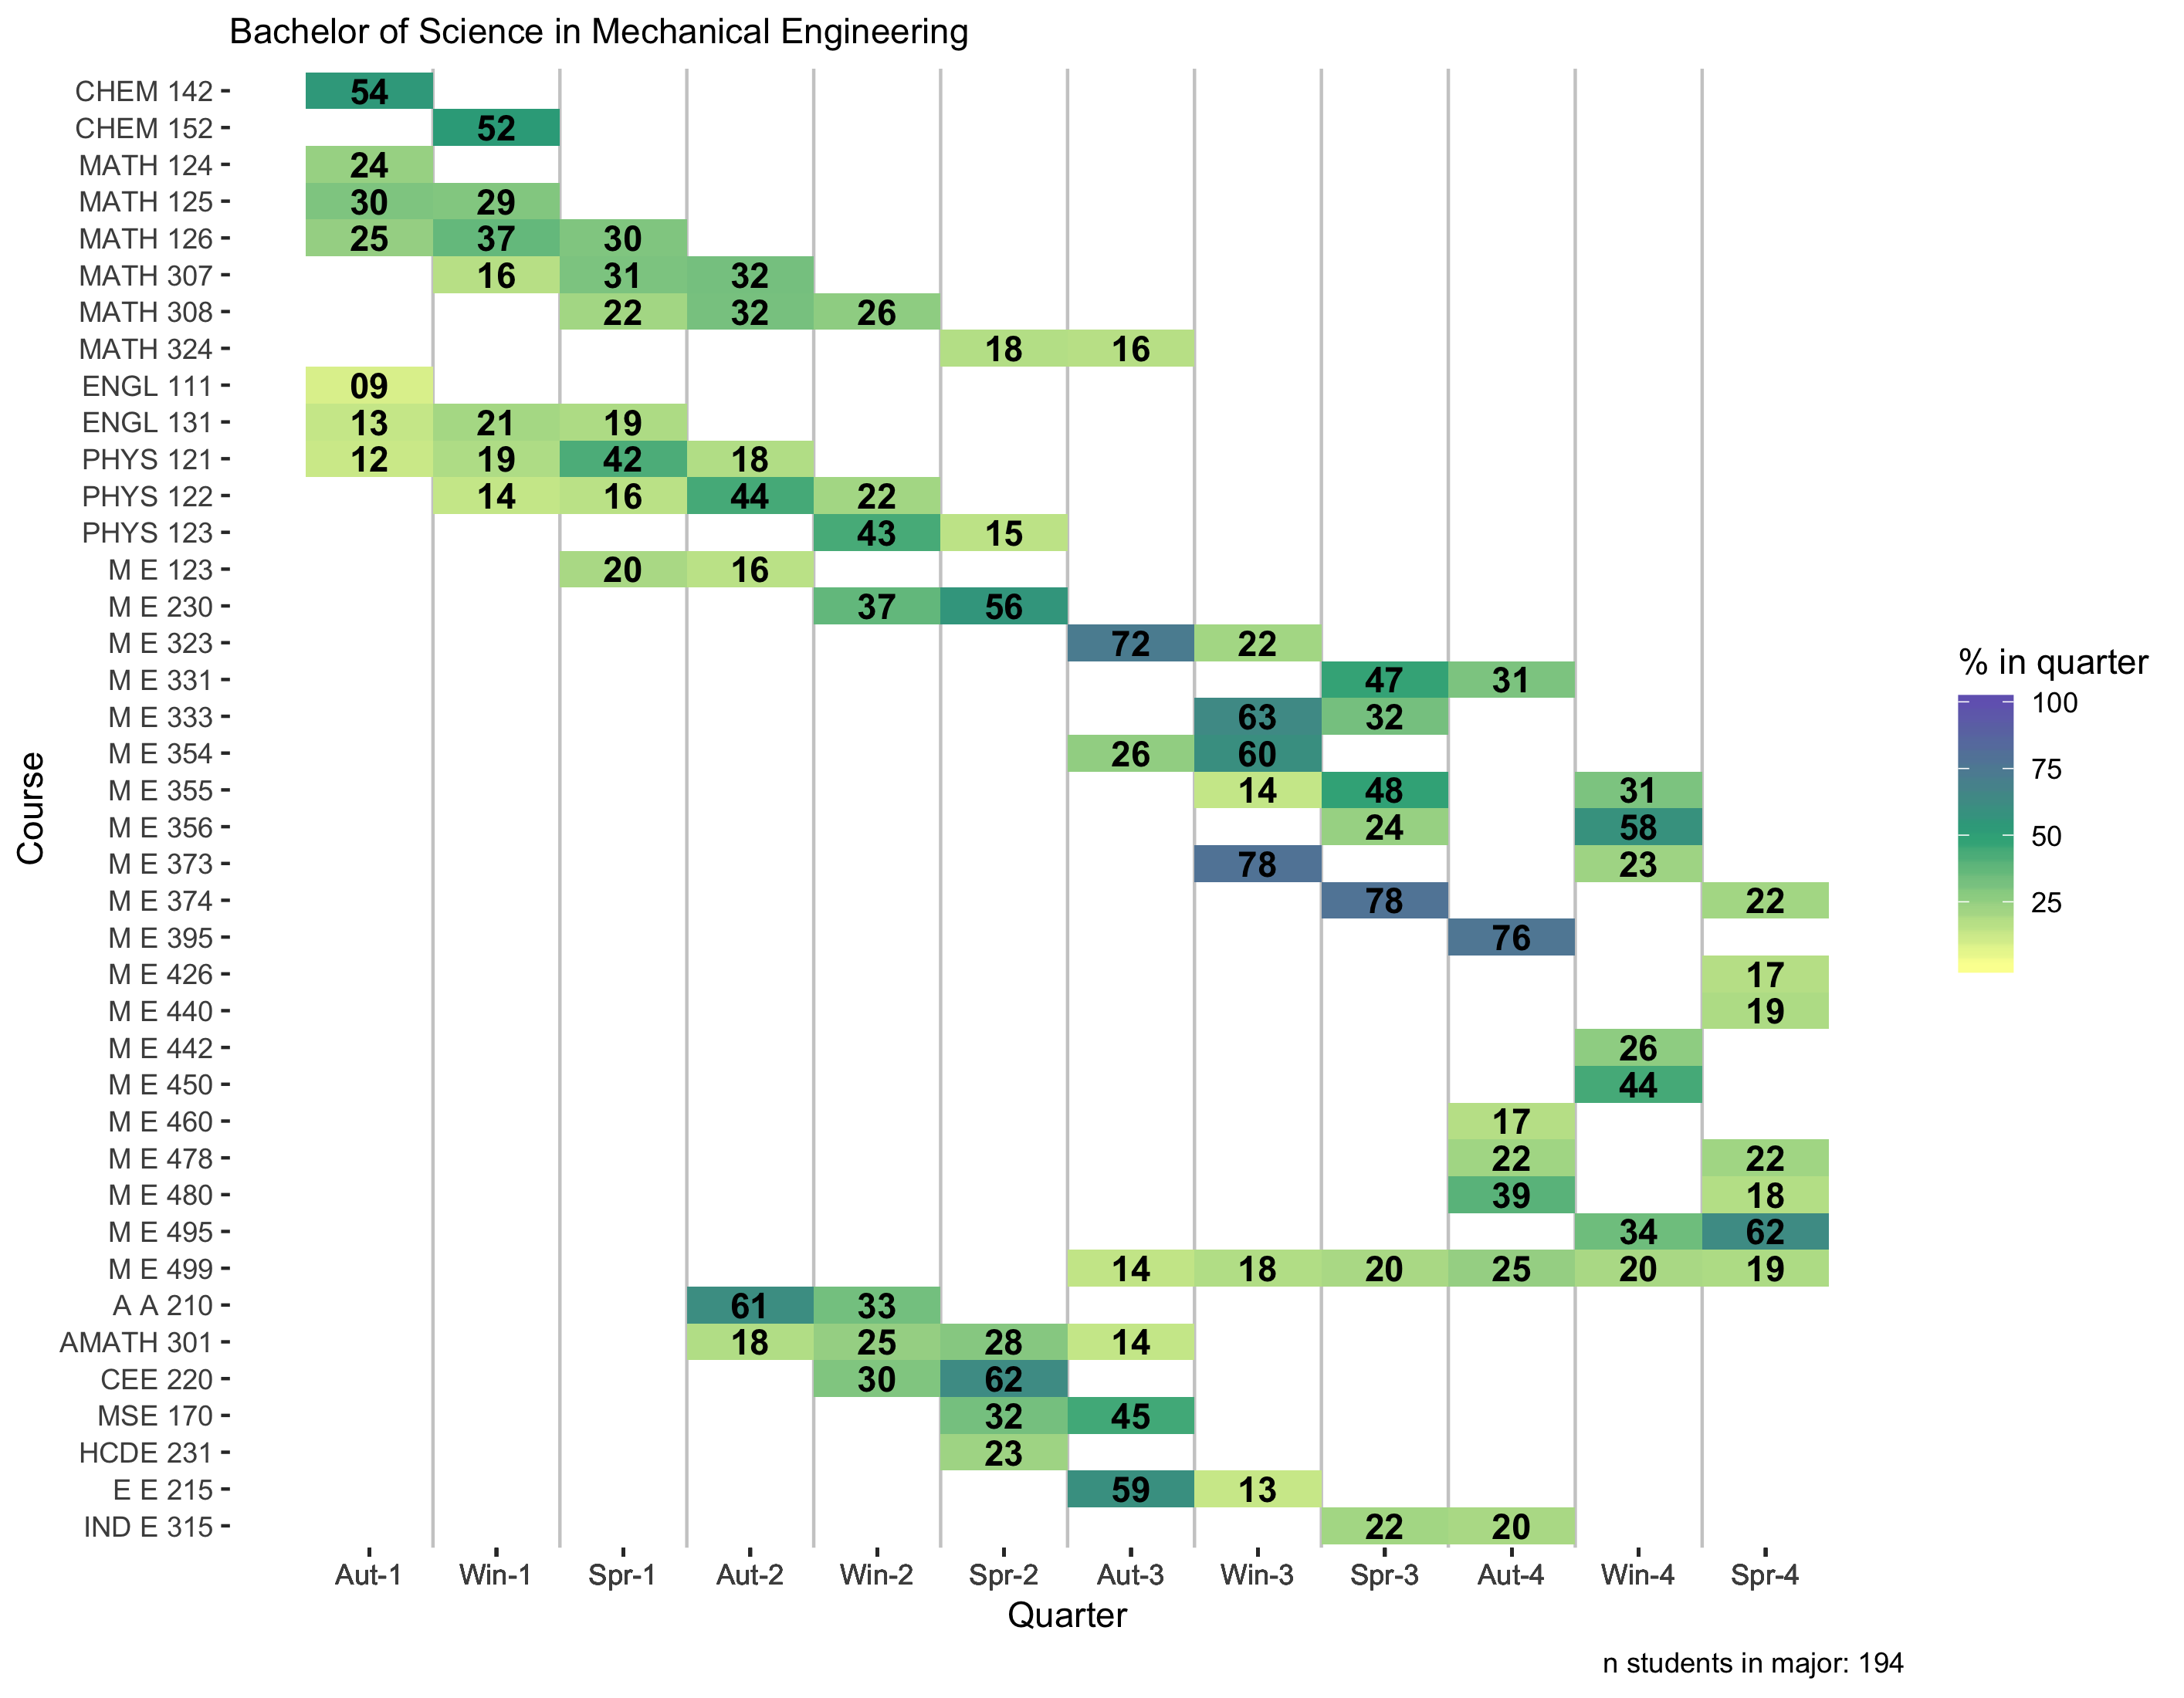 Bachelor of Science in Mechanical Engineering
CHEM 142 54
CHEM 152 52
MATH 124 24
MATH 125 30 29
MATH 126 25 37 30
MATH 307 16 31 32
MATH 308 22 32 26
MATH 324 18 16
ENGL 111 09
ENGL 131 13 21 19
PHYS 121 12 19 42 18
PHYS 122 14 16 44 22
PHYS 123 43 15
M E 123 20 16
M E 230 37 56
M E 323 72 22
M E 331 47 31
M E 333 63 32
M E 354 26 60
M E 355 14 48 31
M E 356 24 58
M E 373 78 23
M E 374 78 22
M E 395 76
M E 426 17
M E 440 19
M E 442 26
M E 450 44
M E 460 17
M E 478 22 22
M E 480 39 18
M E 495 34 62
M E 499 14 18 20 25 20 19
A A 210 61 33
AMATH 301 18 25 28 14
CEE 220 30 62
MSE 170 32 45
HCDE 231 23
E E 215 59 13
IND E 315 22 20
Aut-1 Win-1 Spr-1 Aut-2 Win-2 Spr-2 Aut-3 Win-3 Spr-3 Aut-4 Win-4 Spr-4
Quarter
Course
% in quarter
100
75
50
25
n students in major: 194